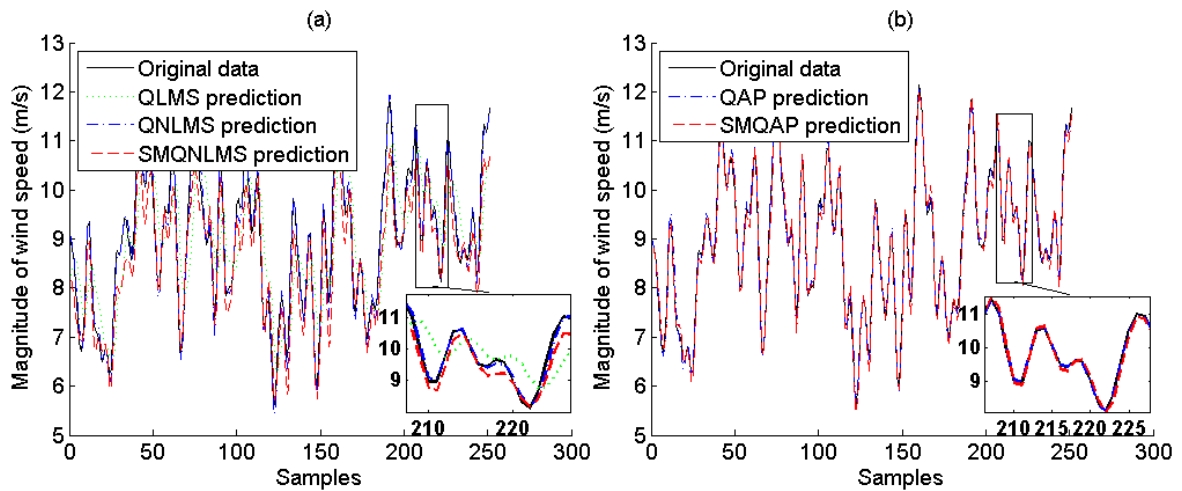 (a)
Magnitude of wind speed (m/s)
13
12
11
10
9
8
7
6
5
Original data
QLMS prediction
QNLMS prediction
SMQNLMS prediction
11
10
9
210 220
0 50 100 150 200 250 300
Samples
(b)
Magnitude of wind speed (m/s)
13
12
11
10
9
8
7
6
5
Original data
QAP prediction
SMQAP prediction
11
10
9
210 215 220 225
0 50 100 150 200 250 300
Samples